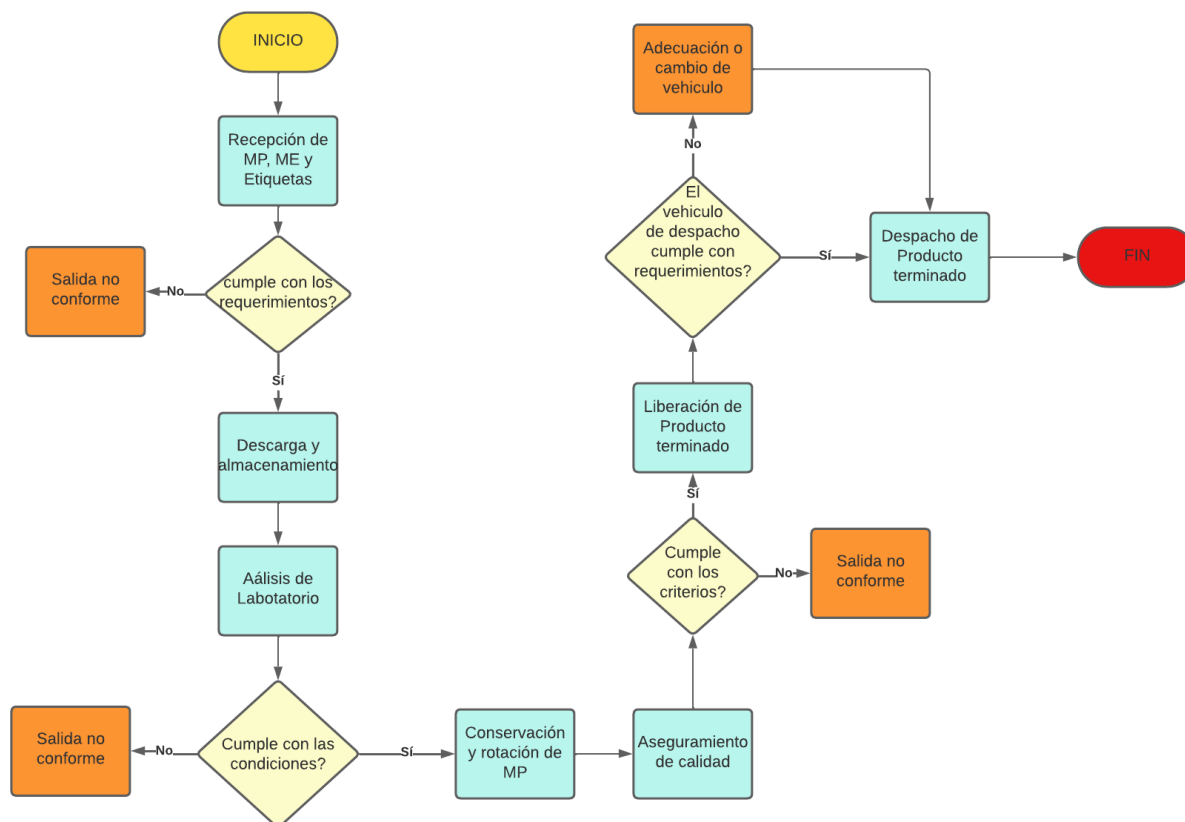 INICIO
Recepción de
MP, ME y
Etiquetas
cumple con los
requerimientos?
No
Salida no
conforme
Sí
Descarga y
almacenamiento
Aálisis de
Labotatorio
Cumple con las
condiciones?
No
Salida no
conforme
Sí
Conservación
y rotación de
MP
Aseguramiento
de calidad
Cumple
con los
criterios?
No
Salida no
conforme
Sí
Liberación de
Producto
terminado
El
vehiculo
de despacho
cumple con
requerimientos?
No
Adecuación o
cambio de
vehiculo
Sí
Despacho de
Producto
terminado
FIN